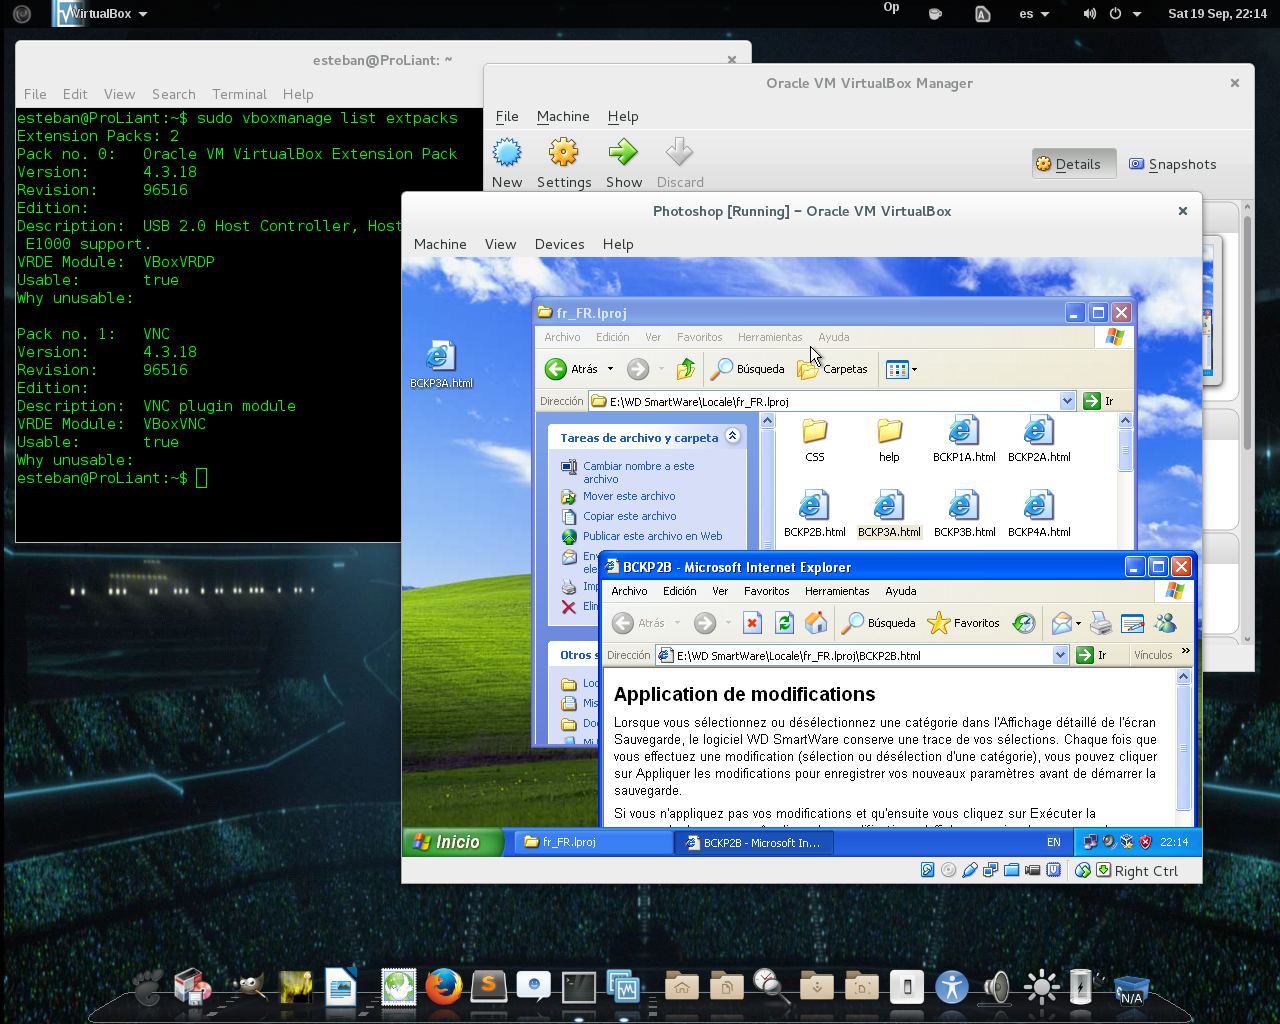 VirtualBox
Op
es
Sat 19 Sep, 22:14
esteban@ProLiant: ~
File Edit View Search Terminal Help
esteban@ProLiant:~$ sudo vboxmanage list extpacks
Extension Packs: 2
Pack no. 0: Oracle VM VirtualBox Extension Pack
Version: 4.3.18
Revision: 96516
Edition:
Description: USB 2.0 Host Controller, Host
E1000 support.
VRDE Module: VBoxVRDP
Usable: true
Why unusable:
Pack no. 1: VNC
Version: 4.3.18
Revision: 96516
Edition:
Description: VNC plugin module
VRDE Module: VBoxVNC
Usable: true
Why unusable:
esteban@ProLiant:~$
Oracle VM VirtualBox Manager
File Machine Help
New Settings Show Discard
Details Snapshots
Photoshop [Running] - Oracle VM VirtualBox
Machine View Devices Help
BCKP3A.html
fr_FR.lproj
Archivo Edición Ver Favoritos Herramientas Ayuda
Atrás Búsqueda Carpetas
Dirección E:\WD SmartWare\Locale\fr_FR.lproj Ir
Tareas de archivo y carpeta
Cambiar nombre a este
archivo
Mover este archivo
Copiar este archivo
Publicar este archivo en Web
CSS help BCKP1A.html BCKP2A.html
BCKP2B.html BCKP3A.html BCKP3B.html BCKP4A.html
Otros s
BCKP2B - Microsoft Internet Explorer
Archivo Edición Ver Favoritos Herramientas Ayuda
Atrás Búsqueda Favoritos
Dirección E:\WD SmartWare\Locale\fr_FR.lproj\BCKP2B.html Ir Vínculos »
Application de modifications
Lorsque vous sélectionnez ou désélectionnez une catégorie dans l'Affichage détaillé de l'écran
Sauvegarde, le logiciel WD SmartWare conserve une trace de vos sélections. Chaque fois que
vous effectuez une modification (sélection ou désélection d'une catégorie), vous pouvez cliquer
sur Appliquer les modifications pour enregistrer vos nouveaux paramètres avant de démarrer la
sauvegarde.
Si vous n'appliquez pas vos modifications et qu'ensuite vous cliquez sur Exécuter la
Inicio
fr_FR.lproj
BCKP2B - Microsoft In...
EN
22:14
Right Ctrl
N/A